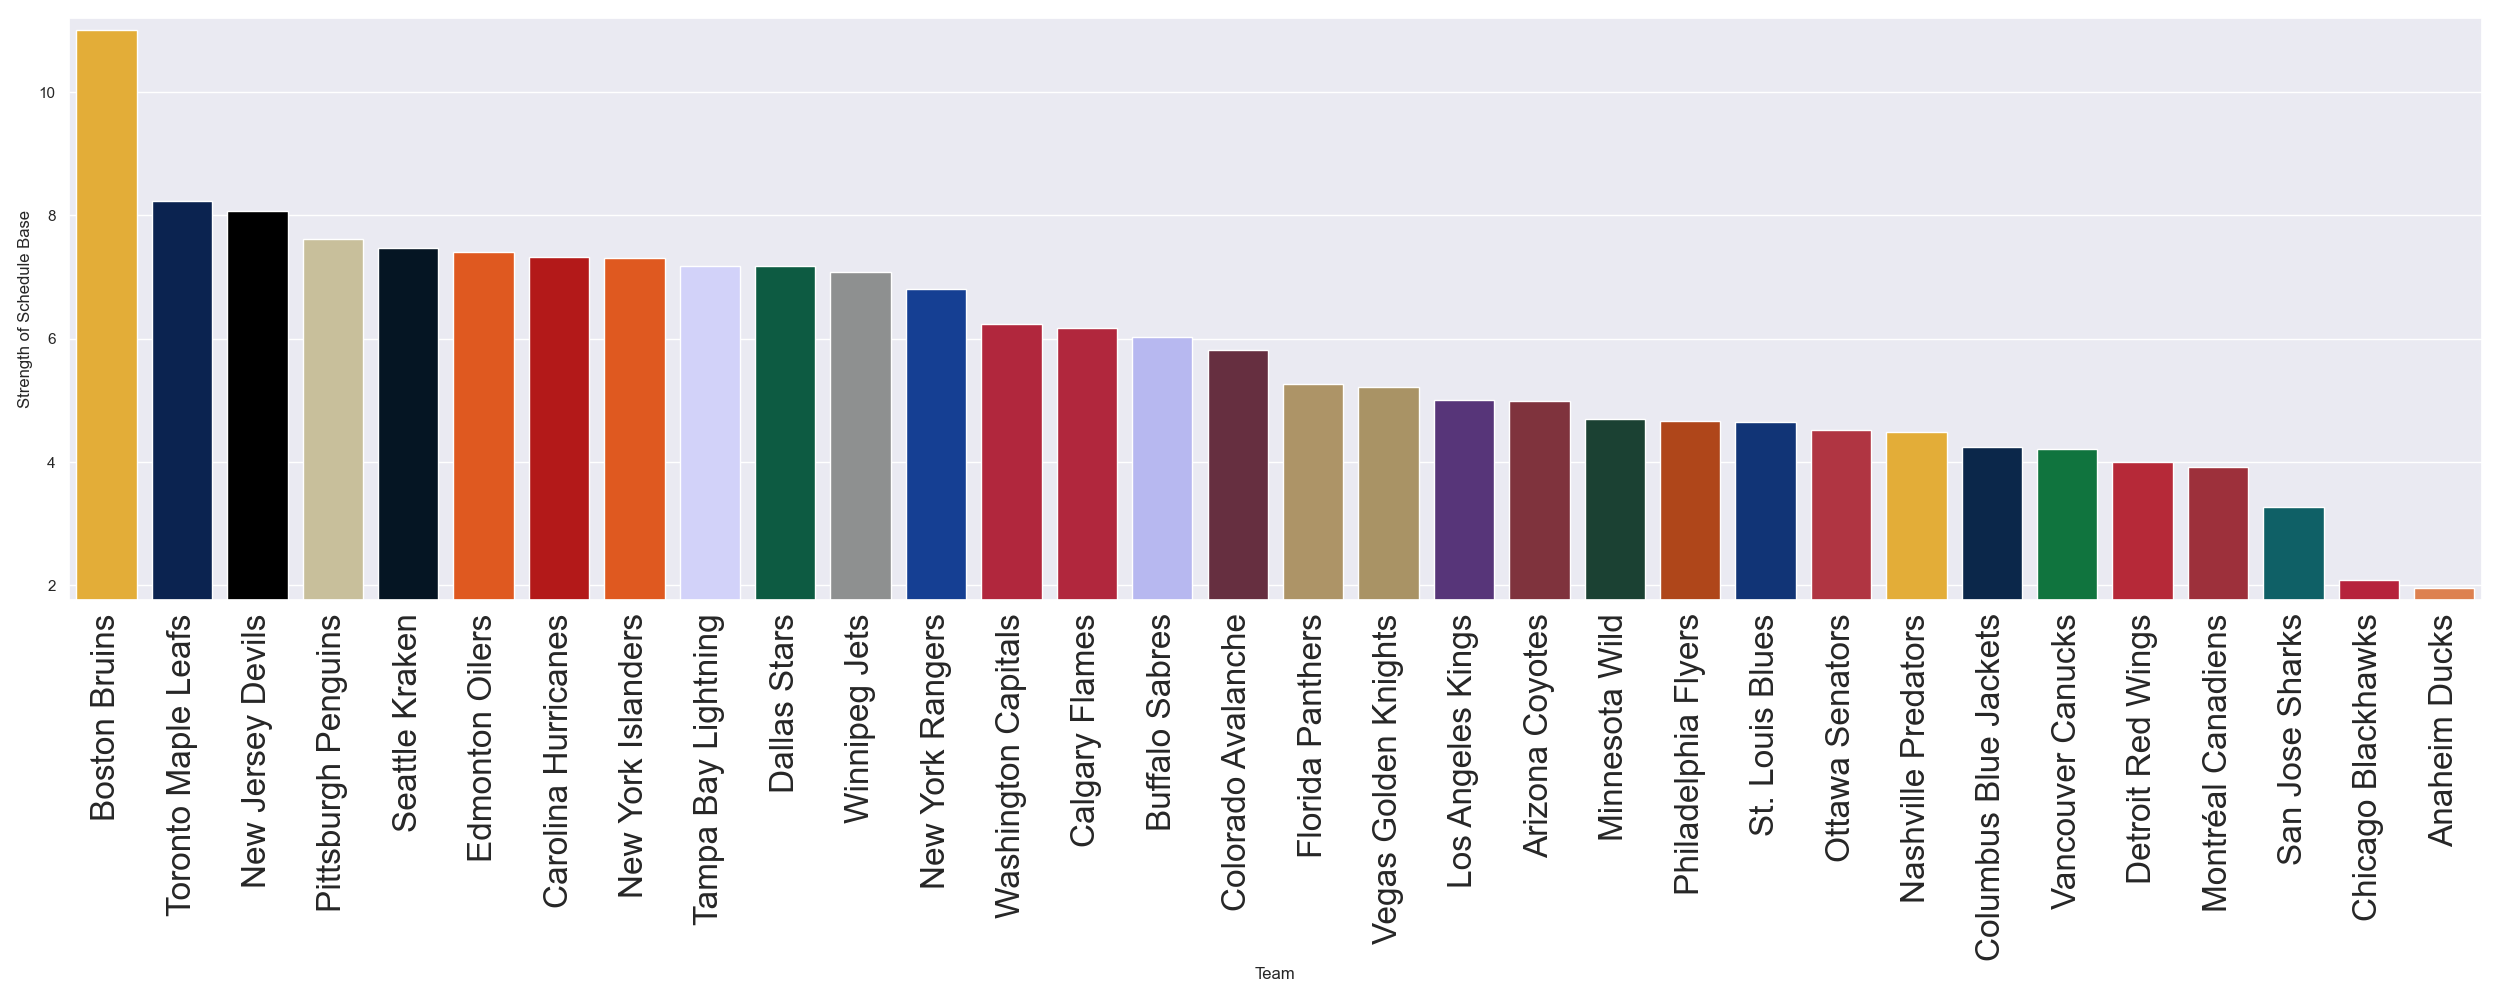 Strength of Schedule Base
10
8
6
4
2
Boston Bruins
Toronto Maple Leafs
New Jersey Devils
Pittsburgh Penguins
Seattle Kraken
Edmonton Oilers
Carolina Hurricanes
New York Islanders
Tampa Bay Lightning
Dallas Stars
Winnipeg Jets
New York Rangers
Washington Capitals
Calgary Flames
Buffalo Sabres
Colorado Avalanche
Florida Panthers
Vegas Golden Knights
Los Angeles Kings
Arizona Coyotes
Minnesota Wild
Philadelphia Flyers
St. Louis Blues
Ottawa Senators
Nashville Predators
Columbus Blue Jackets
Vancouver Canucks
Detroit Red Wings
Montréal Canadiens
San Jose Sharks
Chicago Blackhawks
Anaheim Ducks
Team